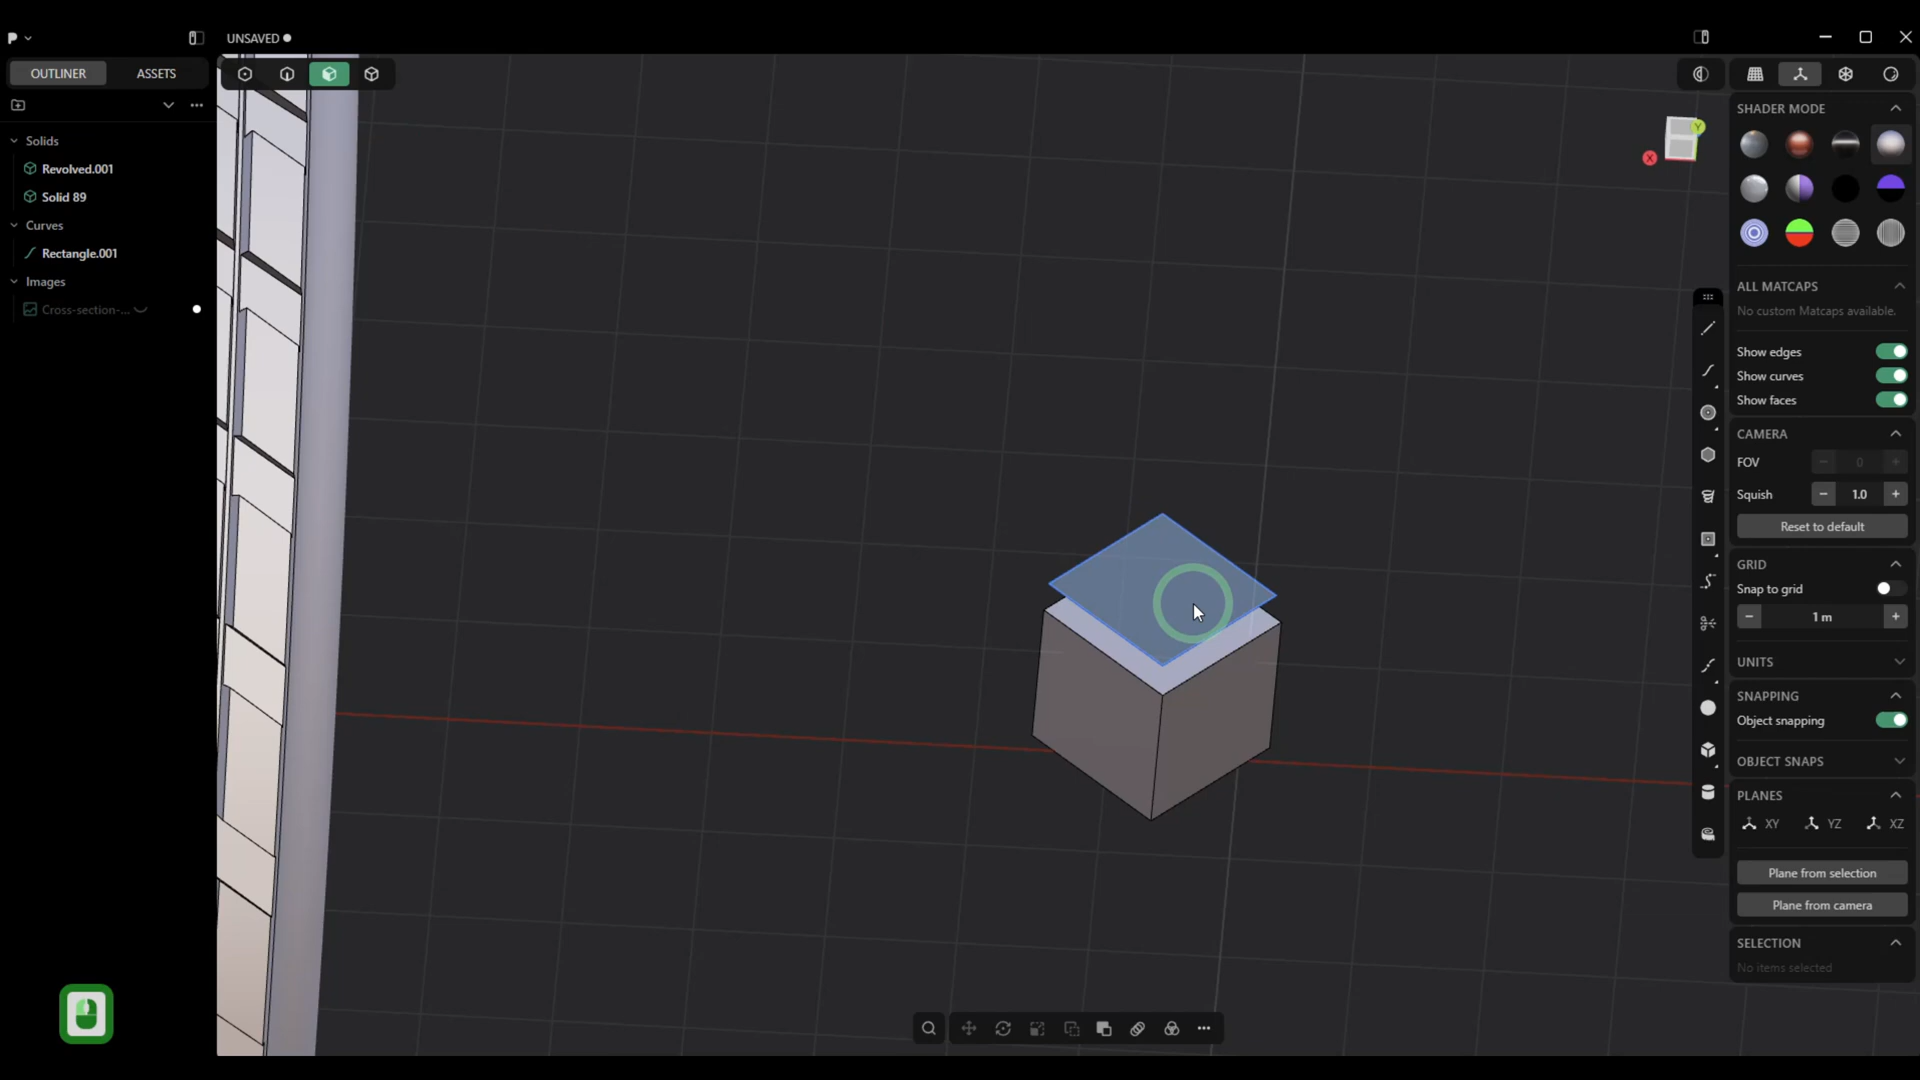 UNSAVED
OUTLINER
ASSETS
Solids
Revolved.001
Solid 89
Curves
Rectangle.001
Images
Cross-section-...
Y
X
SHADER MODE
ALL MATCAPS
No custom Matcaps available.
Show edges
Show curves
Show faces
CAMERA
FOV
0
Squish
1.0
Reset to default
GRID
Snap to grid
1 m
UNITS
SNAPPING
Object snapping
OBJECT SNAPS
PLANES
XY
YZ
XZ
Plane from selection
Plane from camera
SELECTION
No items selected